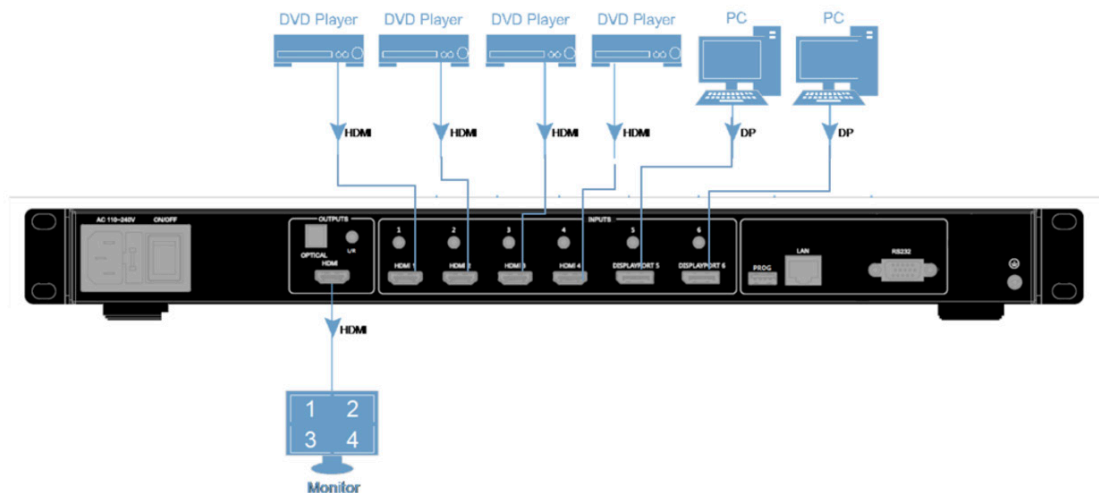 DVD Player DVD Player DVD Player DVD Player PC PC
HDMI HDMI HDMI HDMI DP DP
AC 110~240V ON/OFF OUTPUTS INPUTS
1 2 3 4 5 6
OPTICAL L/R LAN RS232
HDMI HDMI 1 HDMI 2 HDMI 3 HDMI 4 DISPLAYPORT 5 DISPLAYPORT 6 PROG
HDMI
1 2
3 4
Monitor